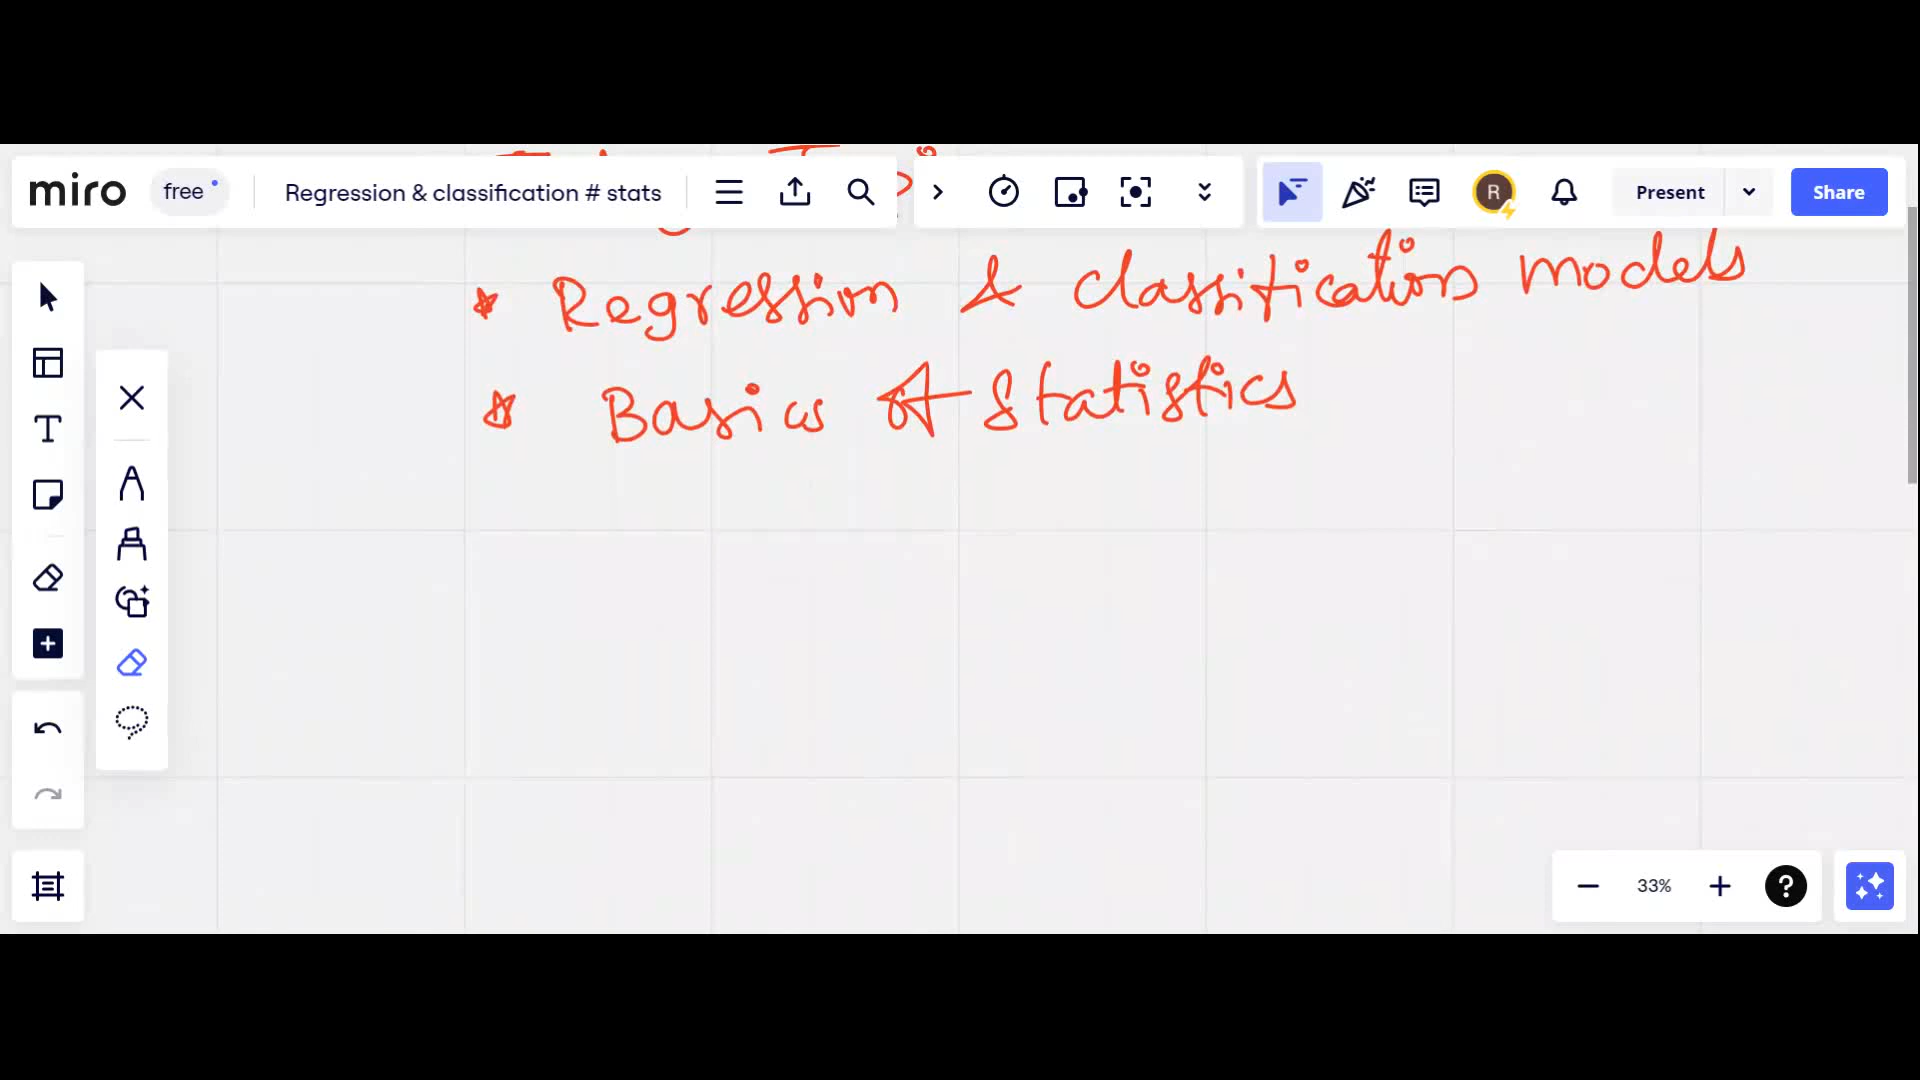 miro free Regression & classification # stats Present Share
R
* Regression & classification models
* Basics of statistics
33%